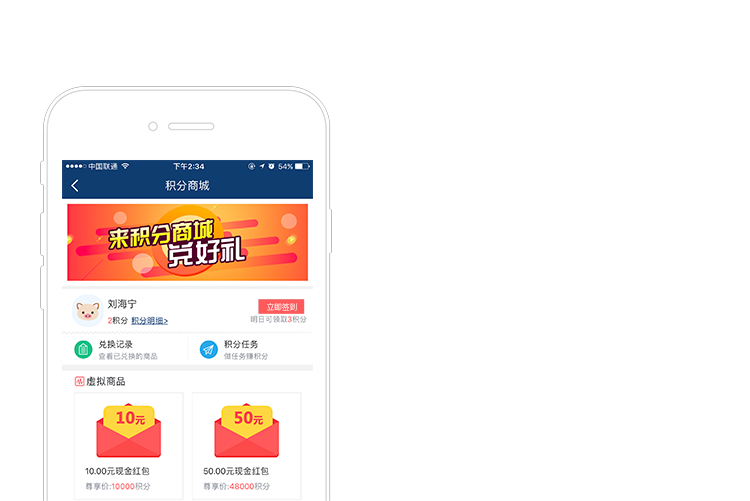 中国联通 下午2:34 54%
积分商城
来积分商城
兑好礼
刘海宁 立即签到
2积分 积分明细> 明日可领取3积分
兑换记录 积分任务
查看已兑换的商品 做任务赚积分
虚拟商品
10元 50元
10.00元现金红包 50.00元现金红包
尊享价:10000积分 尊享价:48000积分